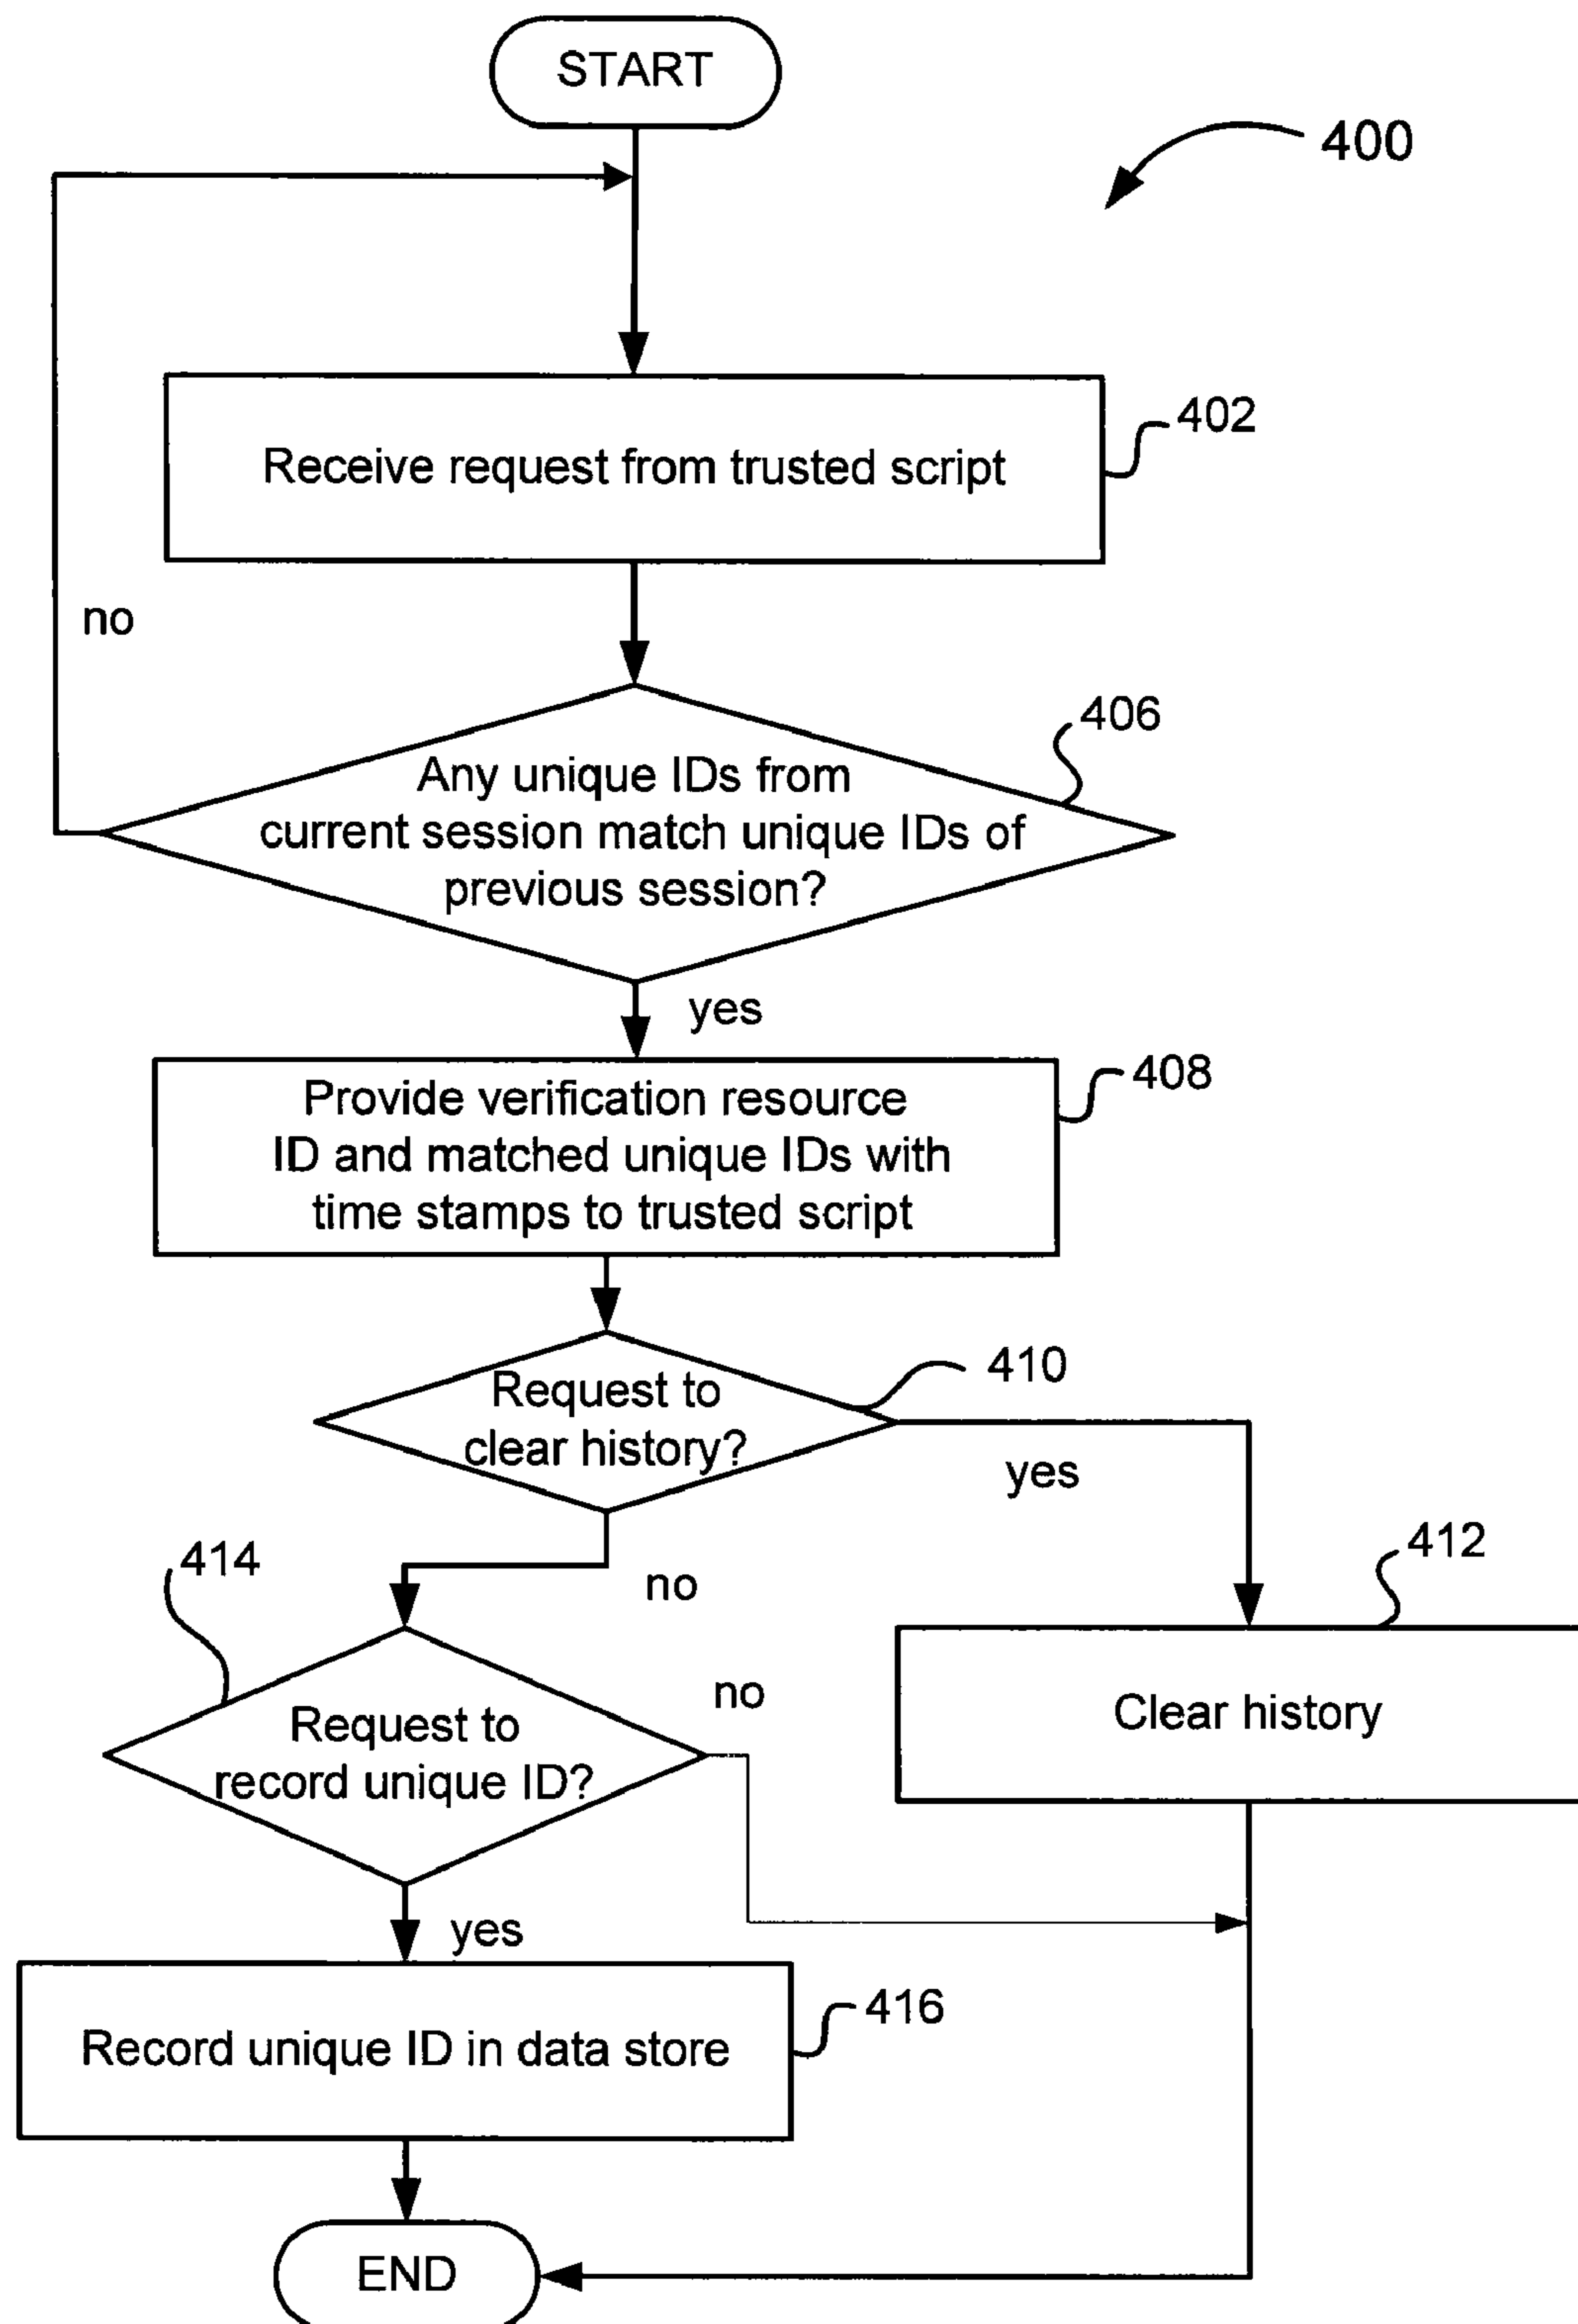 START
400
402
Receive request from trusted script
no
406
Any unique IDs from
current session match unique IDs of
previous session?
yes
408
Provide verification resource
ID and matched unique IDs with
time stamps to trusted script
410
Request to
clear history?
yes
412
414
no
no
Clear history
Request to
record unique ID?
yes
416
Record unique ID in data store
END